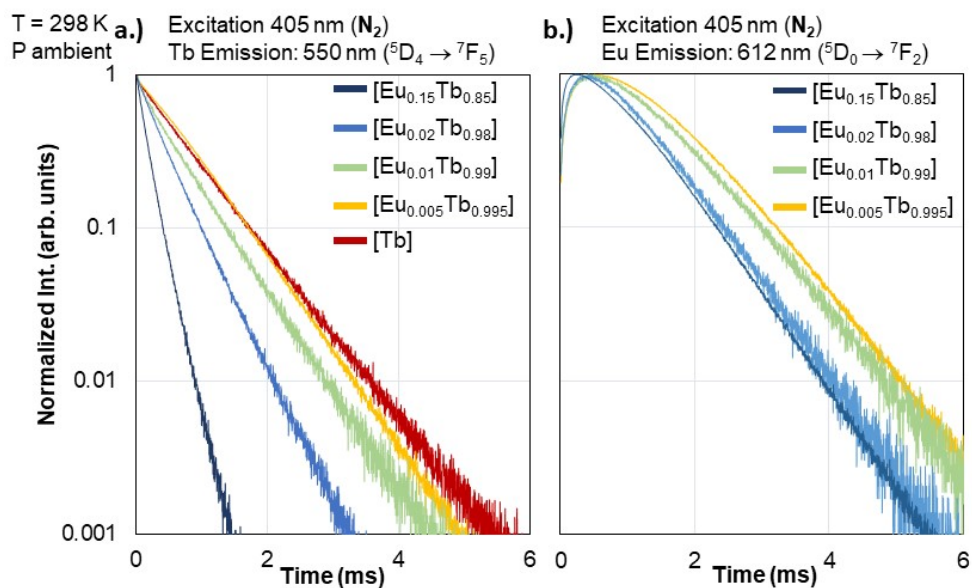 T = 298 K
P ambient
a.)
Excitation 405 nm (N₂)
Tb Emission: 550 nm (⁵D₄ → ⁷F₅)
[Eu₀.₁₅Tb₀.₈₅]
[Eu₀.₀₂Tb₀.₉₈]
[Eu₀.₀₁Tb₀.₉₉]
[Eu₀.₀₀₅Tb₀.₉₉₅]
[Tb]
Normalized Int. (arb. units)
1
0.1
0.01
0.001
0 2 4 6
Time (ms)
b.)
Excitation 405 nm (N₂)
Eu Emission: 612 nm (⁵D₀ → ⁷F₂)
[Eu₀.₁₅Tb₀.₈₅]
[Eu₀.₀₂Tb₀.₉₈]
[Eu₀.₀₁Tb₀.₉₉]
[Eu₀.₀₀₅Tb₀.₉₉₅]
0 2 4 6
Time (ms)